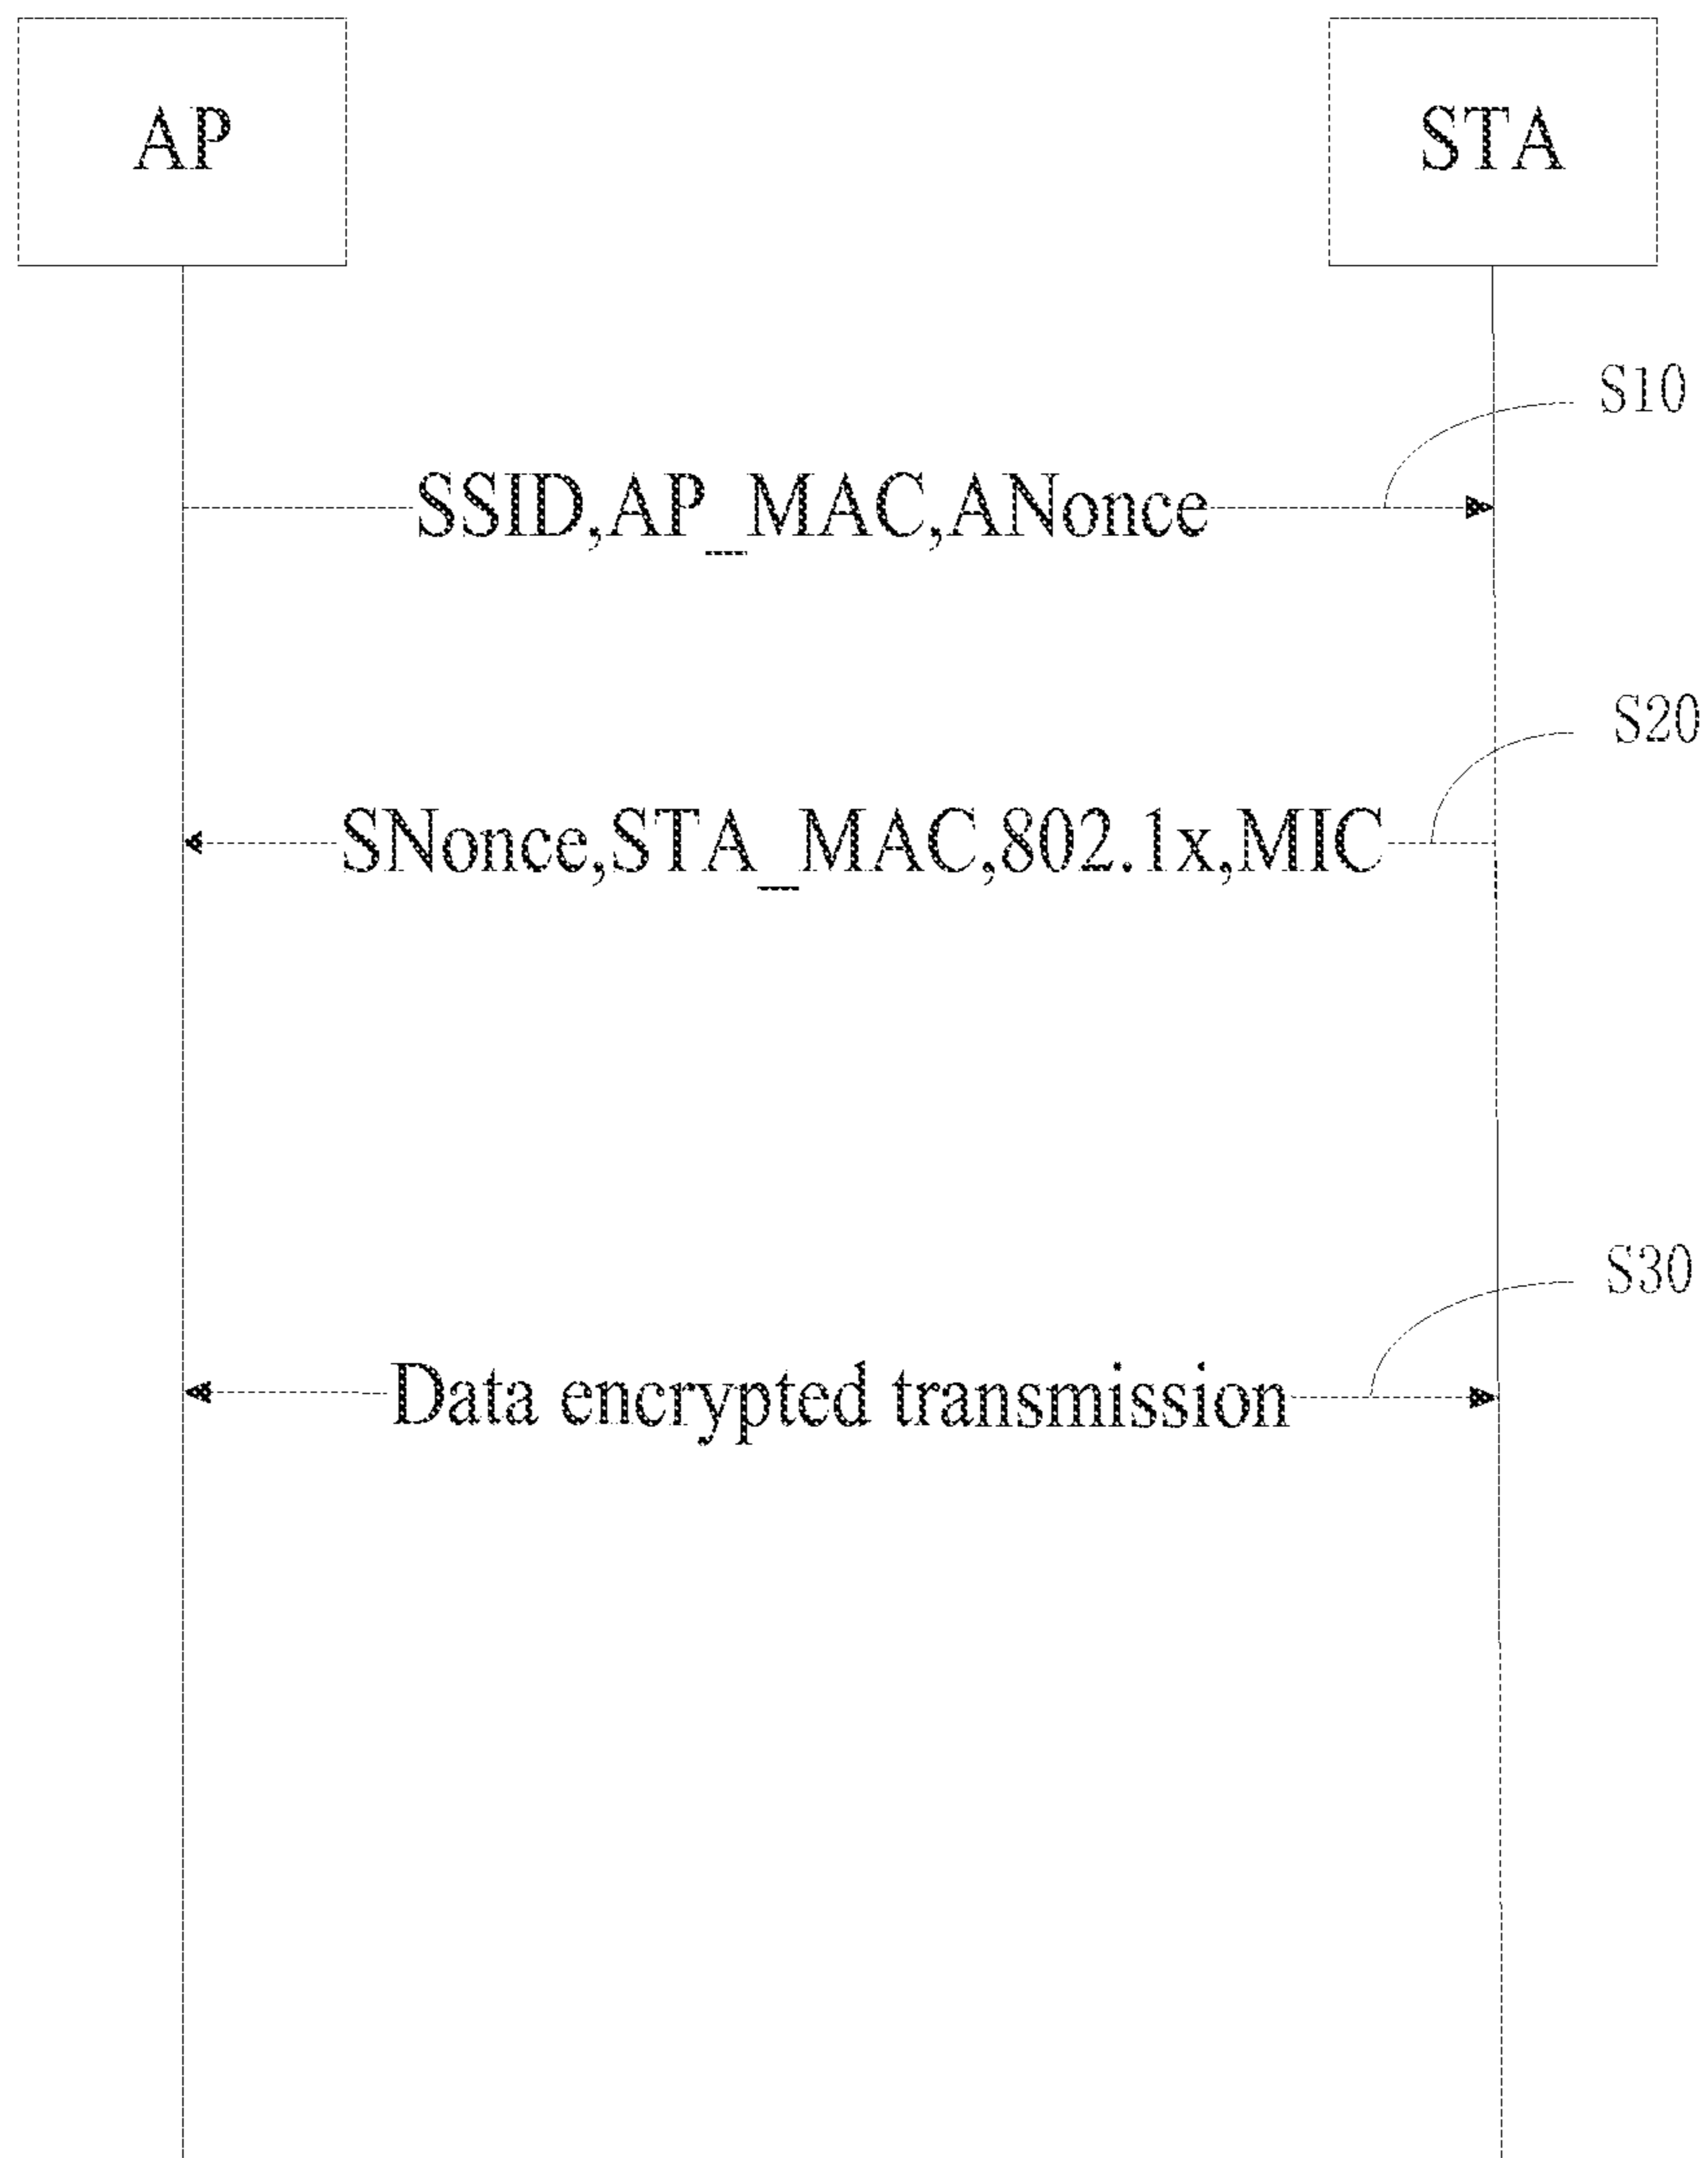 AP
STA
S10
SSID,AP_MAC,ANonce
S20
SNonce,STA_MAC,802.1x,MIC
S30
Data encrypted transmission